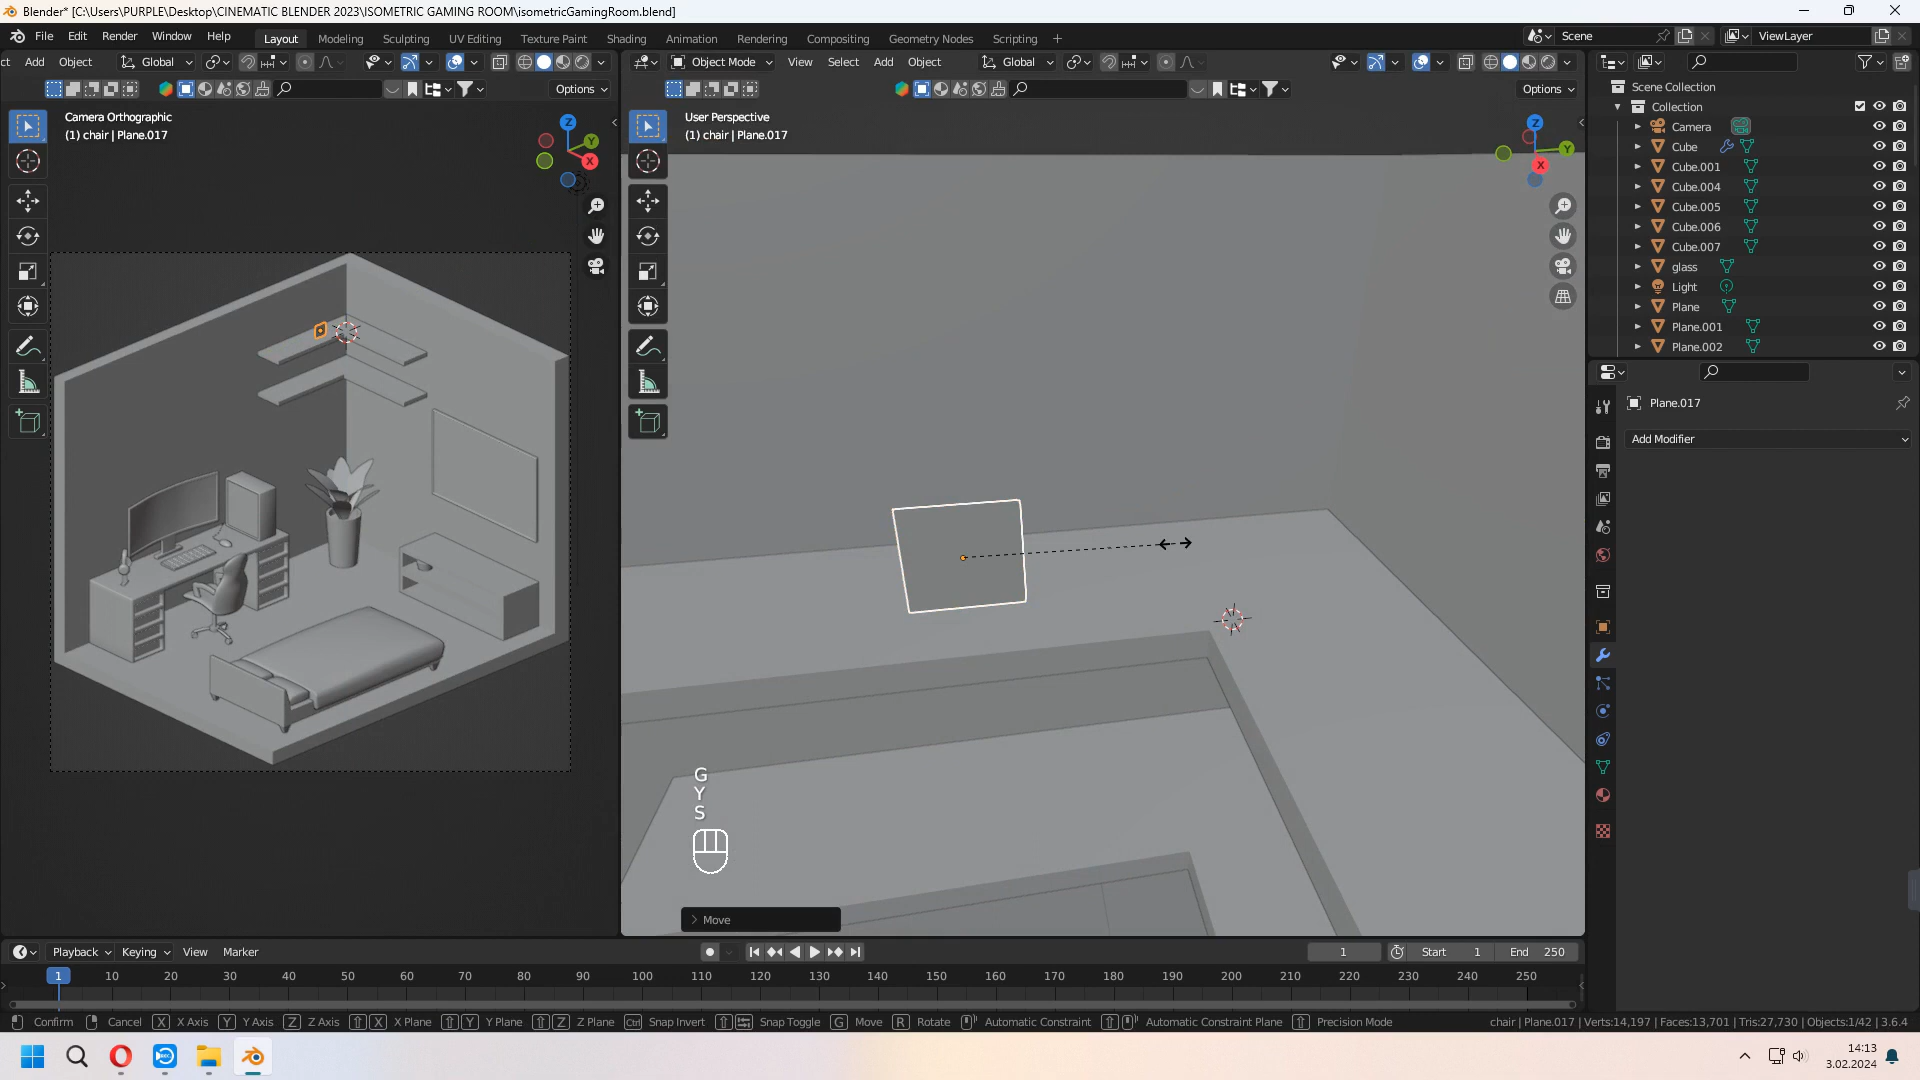 Blender* [C:\Users\PURPLE\Desktop\CINEMATIC BLENDER 2023\ISOMETRIC GAMING ROOM\isometricGamingRoom.blend]
File Edit Render Window Help Layout Modeling Sculpting UV Editing Texture Paint Shading Animation Rendering Compositing Geometry Nodes Scripting + Scene ViewLayer
ct Add Object Global Object Mode View Select Add Object Global
Options Options
Camera Orthographic
(1) chair | Plane.017
User Perspective
(1) chair | Plane.017
Z Y X
Z Y X
Scene Collection
Collection
Camera
Cube
Cube.001
Cube.004
Cube.005
Cube.006
Cube.007
glass
Light
Plane
Plane.001
Plane.002
Plane.017
Add Modifier
G
Y
S
Move
Playback Keying View Marker 1 Start 1 End 250
1 10 20 30 40 50 60 70 80 90 100 110 120 130 140 150 160 170 180 190 200 210 220 230 240 250
Confirm Cancel X X Axis Y Y Axis Z Z Axis X X Plane Y Y Plane Z Z Plane Ctrl Snap Invert Snap Toggle G Move R Rotate Automatic Constraint Automatic Constraint Plane Precision Mode chair | Plane.017 | Verts:14,197 | Faces:13,701 | Tris:27,730 | Objects:1/42 | 3.6.4
14:13
3.02.2024